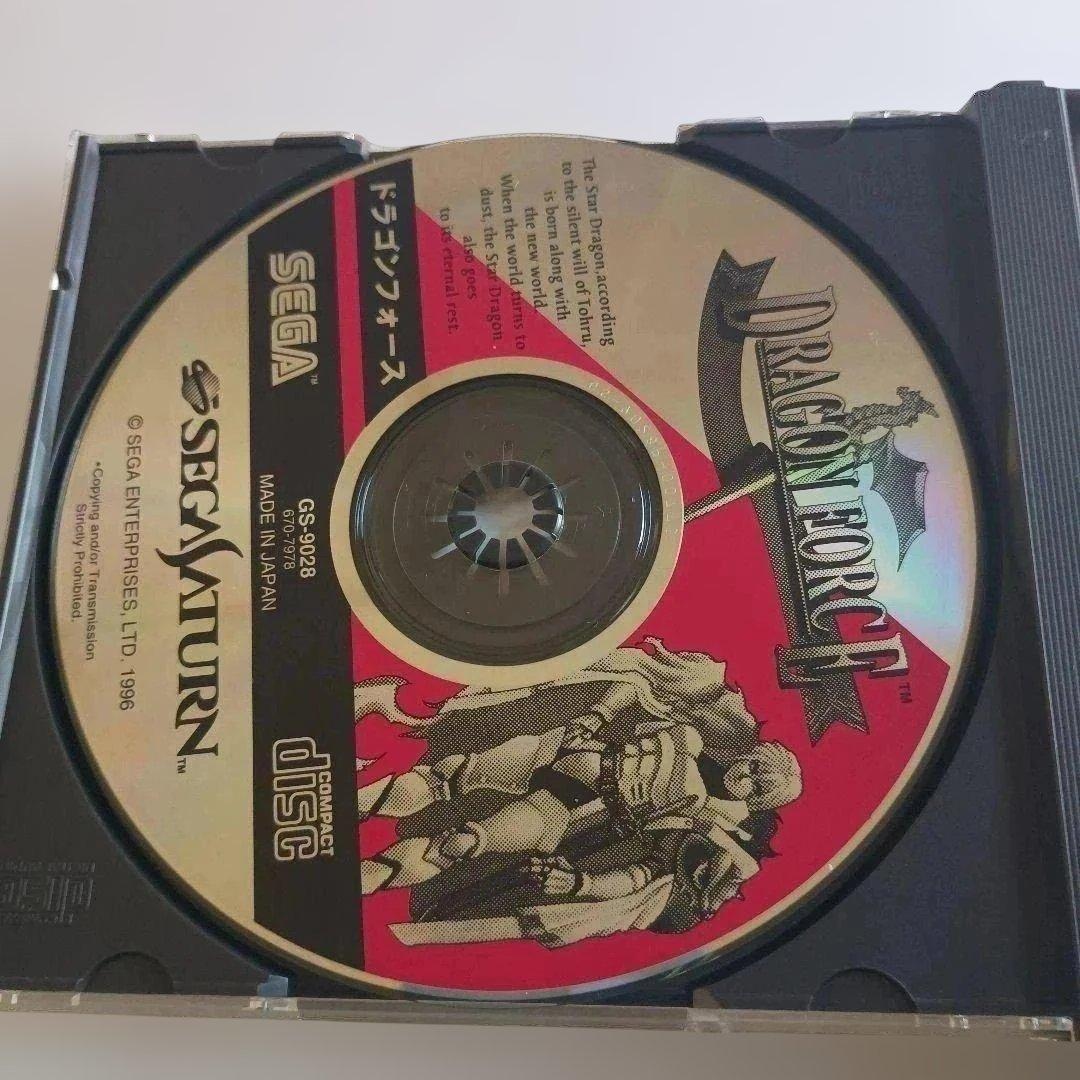 DRAGON FORCE™
The Star Dragon, according
to the silent will of Tohru,
is born along with
the new world.
When the world turns to
dust, the Star Dragon
also goes
to its eternal rest.
ドラゴンフォース
SEGA™
GS-9028
670-7978
MADE IN JAPAN
COMPACT
disc
SEGA SATURN™
© SEGA ENTERPRISES, LTD. 1996
*Copying and/or Transmission
Strictly Prohibited.